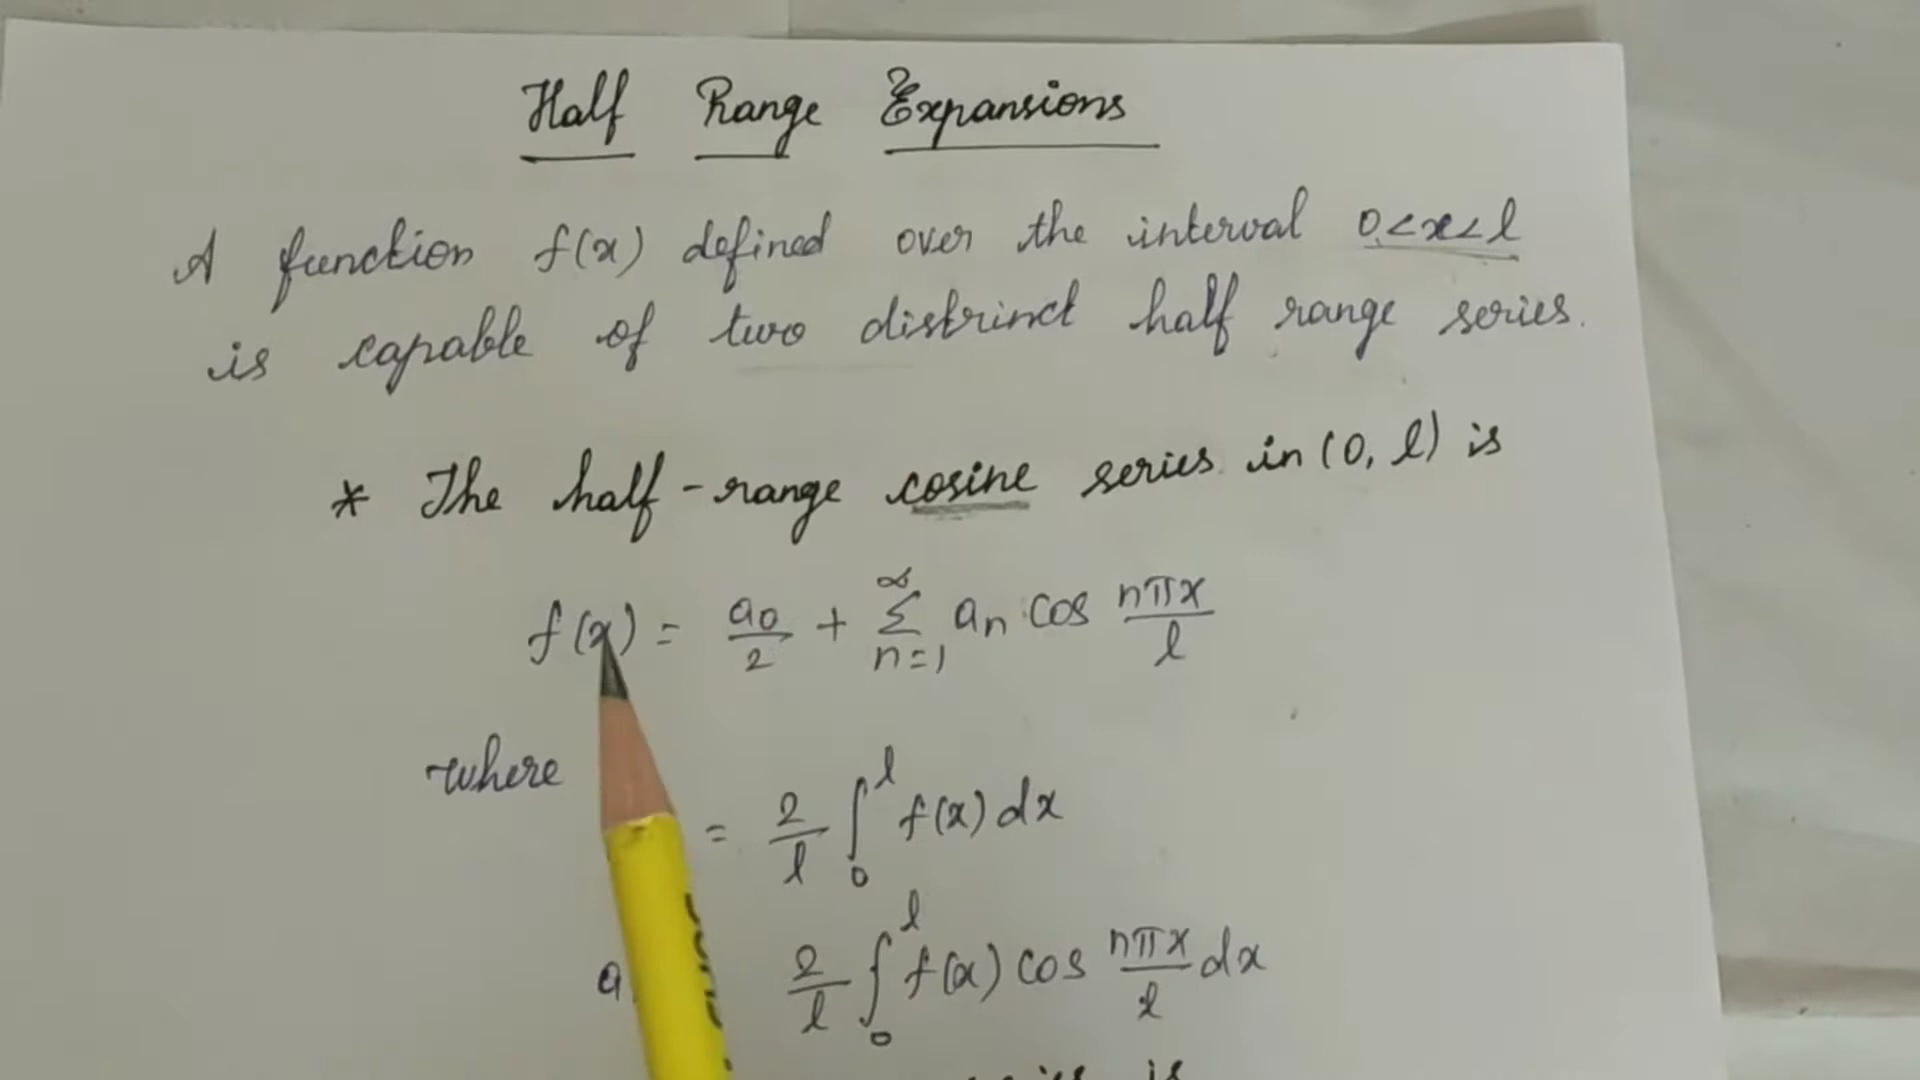 Half Range Expansions
A function f(x) defined over the interval 0<x<l
is capable of two distrinct half range series.
* The half-range cosine series in (0, l) is
f(x) = a0/2 + ∑_{n=1}^{∞} an cos nπx/l
where
= 2/l ∫_0^l f(x) dx
a 2/l ∫_0^l f(x) cos nπx/l dx
is